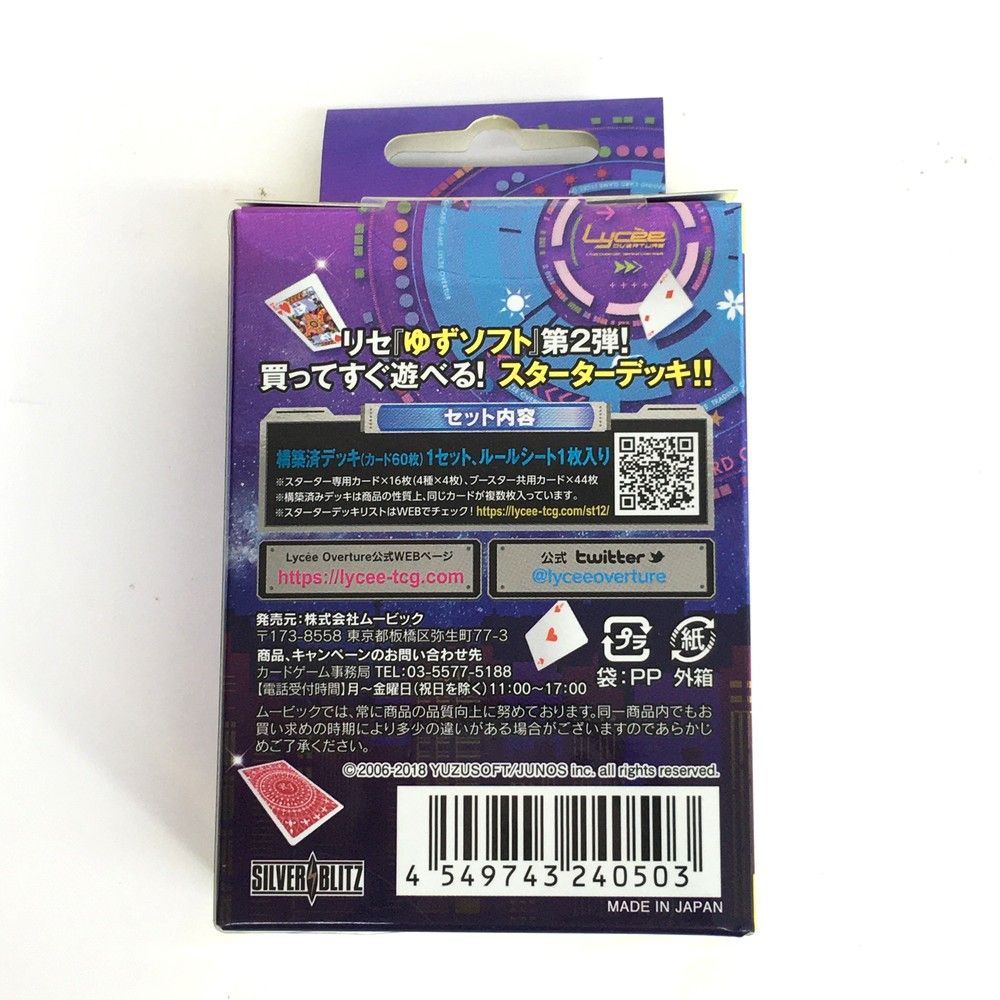 Lycèe
OVERTURE
リセ『ゆずソフト』第2弾!
買ってすぐ遊べる! スターターデッキ!!
セット内容
構築済デッキ(カード60枚)1セット、ルールシート1枚入り
※スターター専用カード×16枚(4種×4枚)、ブースター共用カード×44枚
※構築済みデッキは商品の性質上、同じカードが複数枚入っています。
※スターターデッキリストはWEBでチェック! https://lycee-tcg.com/st12/
Lycée Overture公式WEBページ
https://lycee-tcg.com
公式 twitter
@lyceeoverture
発売元:株式会社ムービック
〒173-8558 東京都板橋区弥生町77-3
商品、キャンペーンのお問い合わせ先
カードゲーム事務局 TEL:03-5577-5188
【電話受付時間】月〜金曜日(祝日を除く)11:00〜17:00
プラ
袋:PP
紙
外箱
ムービックでは、常に商品の品質向上に努めております。同一商品内でもお
買い求めの時期により多少の違いがある場合がございますのであらかじ
めご了承ください。
©2006-2018 YUZUSOFT/JUNOS inc. all rights reserved.
SILVER BLITZ
4 549743 240503
MADE IN JAPAN